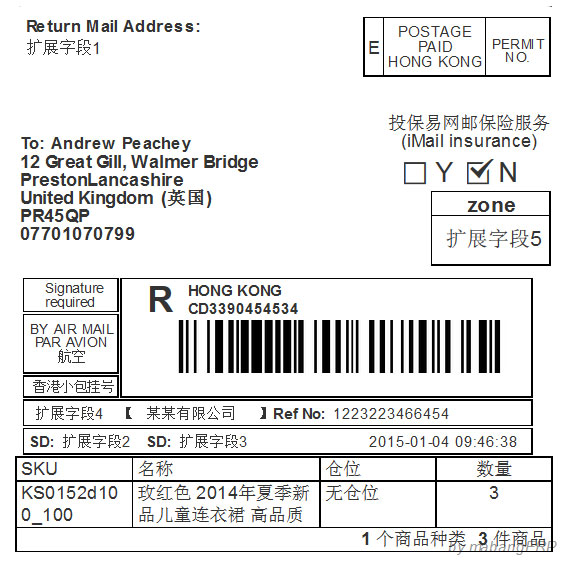 Return Mail Address:
扩展字段1
E
POSTAGE
PAID
HONG KONG
PERMIT
NO.
投保易网邮保险服务
(iMail insurance)
Y
N
To: Andrew Peachey
12 Great Gill, Walmer Bridge
PrestonLancashire
United Kingdom (英国)
PR45QP
07701070799
zone
扩展字段5
Signature
required
BY AIR MAIL
PAR AVION
航空
香港小包挂号
R
HONG KONG
CD3390454534
扩展字段4 【 某某有限公司 】 Ref No: 1223223466454
SD: 扩展字段2 SD: 扩展字段3 2015-01-04 09:46:38
SKU 名称 仓位 数量
KS0152d10 玫红色 2014年夏季新 无仓位 3
0_100 品儿童连衣裙 高品质
1 个商品种类 3 件商品
by mabangERP